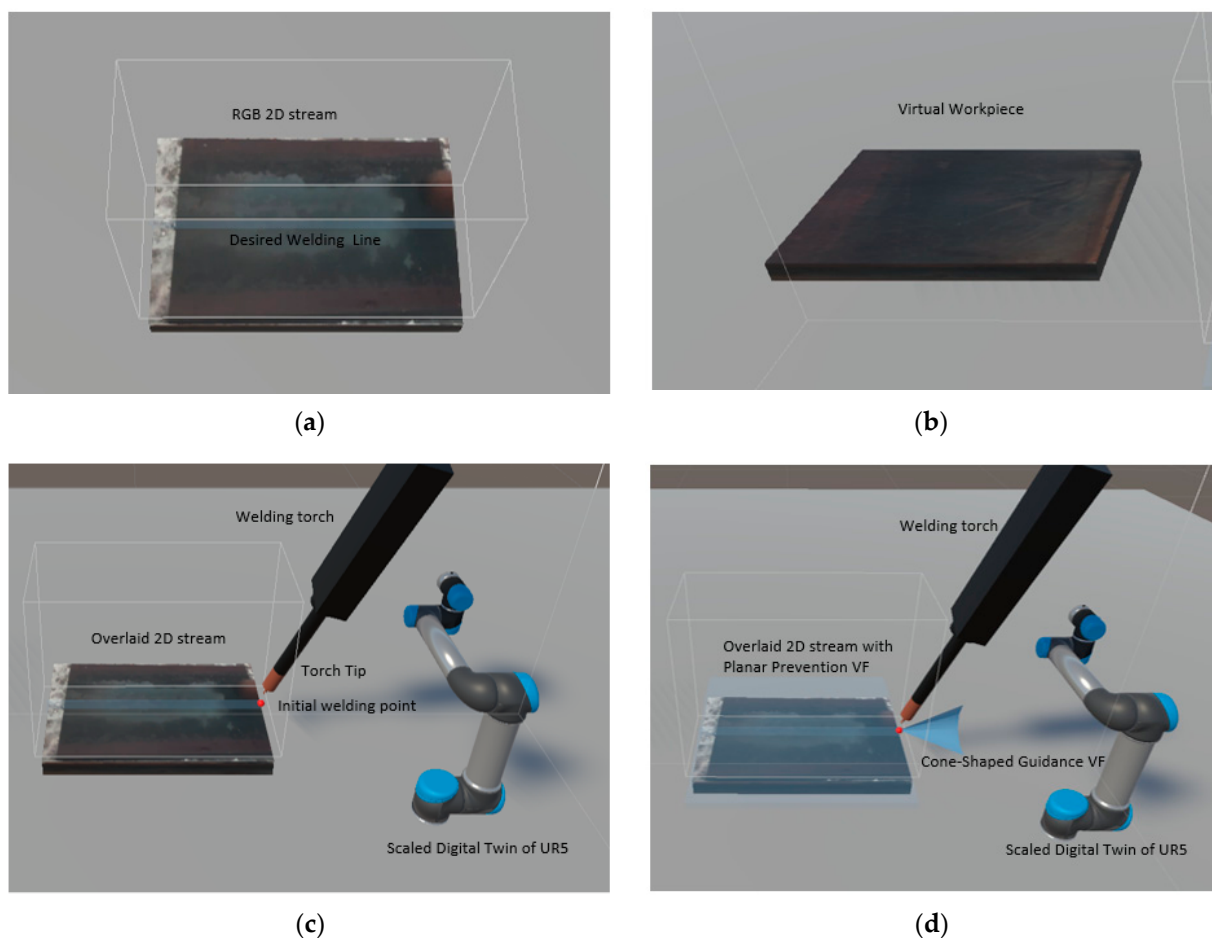 RGB 2D stream
Desired Welding Line
(a)
Virtual Workpiece
(b)
Welding torch
Overlaid 2D stream
Torch Tip
Initial welding point
Scaled Digital Twin of UR5
(c)
Welding torch
Overlaid 2D stream with
Planar Prevention VF
Cone-Shaped Guidance VF
Scaled Digital Twin of UR5
(d)